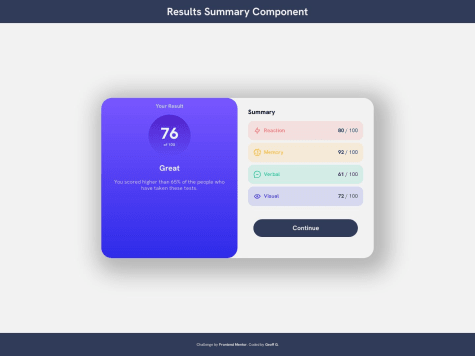 Results Summary Component
Your Result
76
of 100
Great
You scored higher than 65% of the people who
have taken these tests.
Summary
Reaction 80 / 100
Memory 92 / 100
Verbal 61 / 100
Visual 72 / 100
Continue
Challenge by Frontend Mentor. Coded by Geoff G.